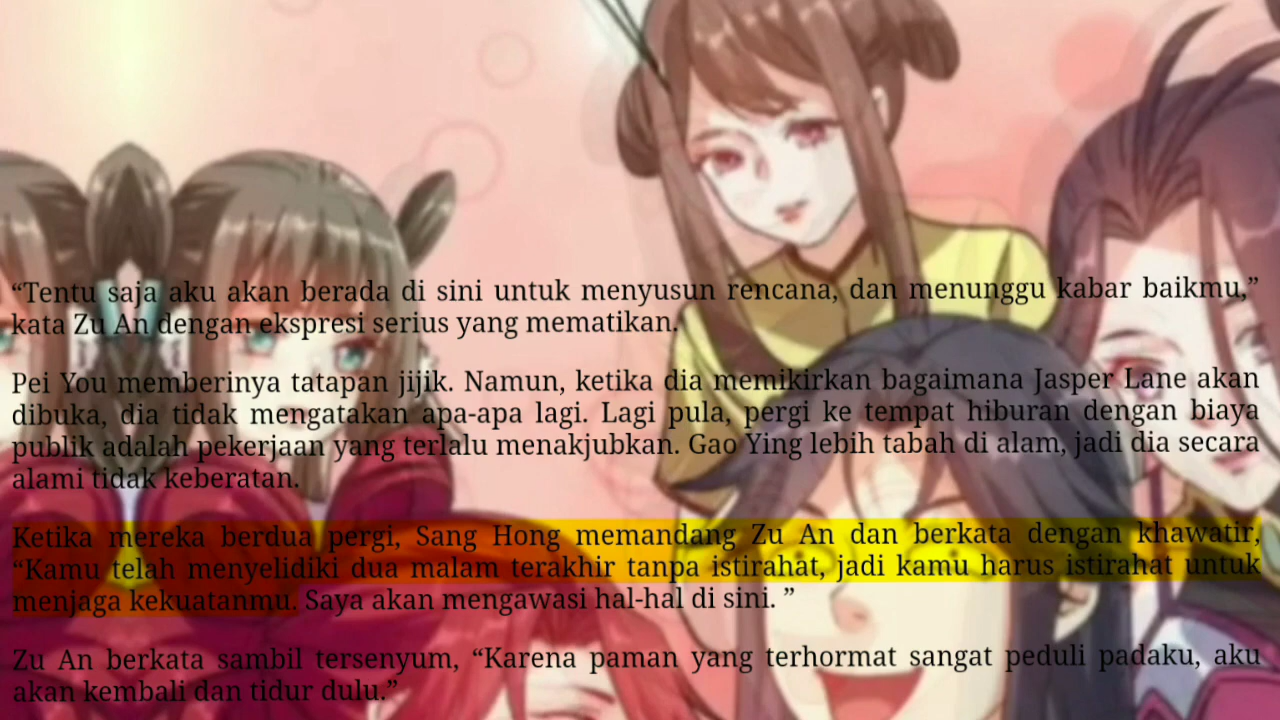 “Tentu saja aku akan berada di sini untuk menyusun rencana, dan menunggu kabar baikmu,”
kata Zu An dengan ekspresi serius yang mematikan.
Pei You memberinya tatapan jijik. Namun, ketika dia memikirkan bagaimana Jasper Lane akan
dibuka, dia tidak mengatakan apa-apa lagi. Lagi pula, pergi ke tempat hiburan dengan biaya
publik adalah pekerjaan yang terlalu menakjubkan. Gao Ying lebih tabah di alam, jadi dia secara
alami tidak keberatan.
Ketika mereka berdua pergi, Sang Hong memandang Zu An dan berkata dengan khawatir,
“Kamu telah menyelidiki dua malam terakhir tanpa istirahat, jadi kamu harus istirahat untuk
menjaga kekuatanmu. Saya akan mengawasi hal-hal di sini. ”
Zu An berkata sambil tersenyum, “Karena paman yang terhormat sangat peduli padaku, aku
akan kembali dan tidur dulu.”